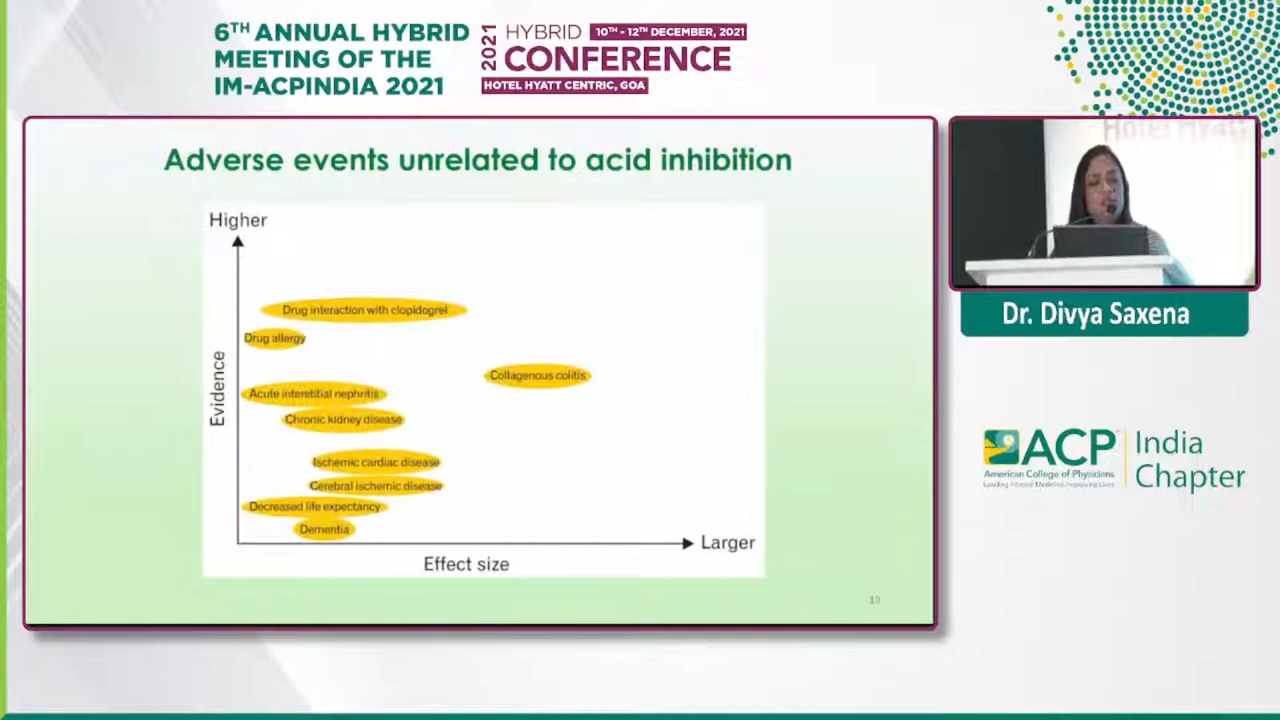 6TH ANNUAL HYBRID
MEETING OF THE
IM-ACPINDIA 2021
2021
HYBRID
10TH - 12TH DECEMBER, 2021
CONFERENCE
HOTEL HYATT CENTRIC, GOA
Adverse events unrelated to acid inhibition
Higher
Drug interaction with clopidogrel
Drug allergy
Collagenous colitis
Acute interstitial nephritis
Chronic kidney disease
Ischemic cardiac disease
Cerebral ischemic disease
Decreased life expectancy
Dementia
Evidence
Larger
Effect size
13
Hotel Hyatt
Dr. Divya Saxena
ACP
India
Chapter
American College of Physicians
Leading Internal Medicine, Improving Lives